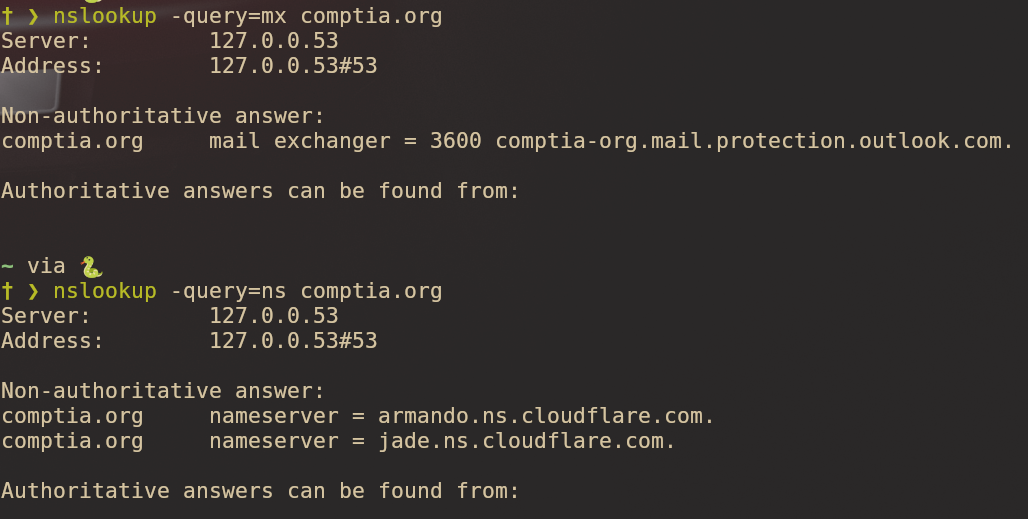 † ❯ nslookup -query=mx comptia.org
Server:         127.0.0.53
Address:        127.0.0.53#53
Non-authoritative answer:
comptia.org     mail exchanger = 3600 comptia-org.mail.protection.outlook.com.
Authoritative answers can be found from:
~ via 🐍
† ❯ nslookup -query=ns comptia.org
Server:         127.0.0.53
Address:        127.0.0.53#53
Non-authoritative answer:
comptia.org     nameserver = armando.ns.cloudflare.com.
comptia.org     nameserver = jade.ns.cloudflare.com.
Authoritative answers can be found from: